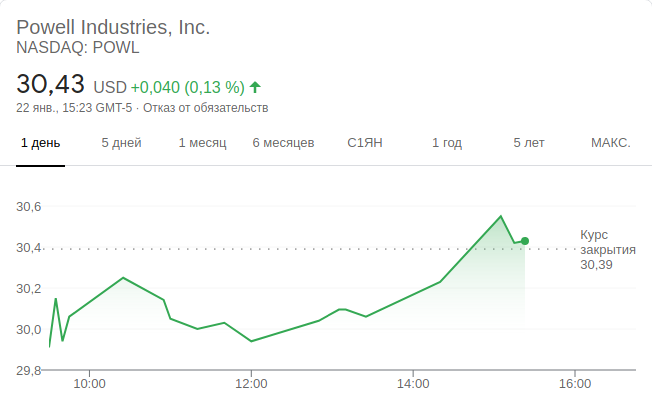 Powell Industries, Inc.
NASDAQ: POWL
30,43 USD +0,040 (0,13 %)
22 янв., 15:23 GMT-5 · Отказ от обязательств
1 день 5 дней 1 месяц 6 месяцев С1ЯН 1 год 5 лет МАКС.
30,6
30,4
30,2
30,0
29,8
Курс
закрытия
30,39
10:00 12:00 14:00 16:00